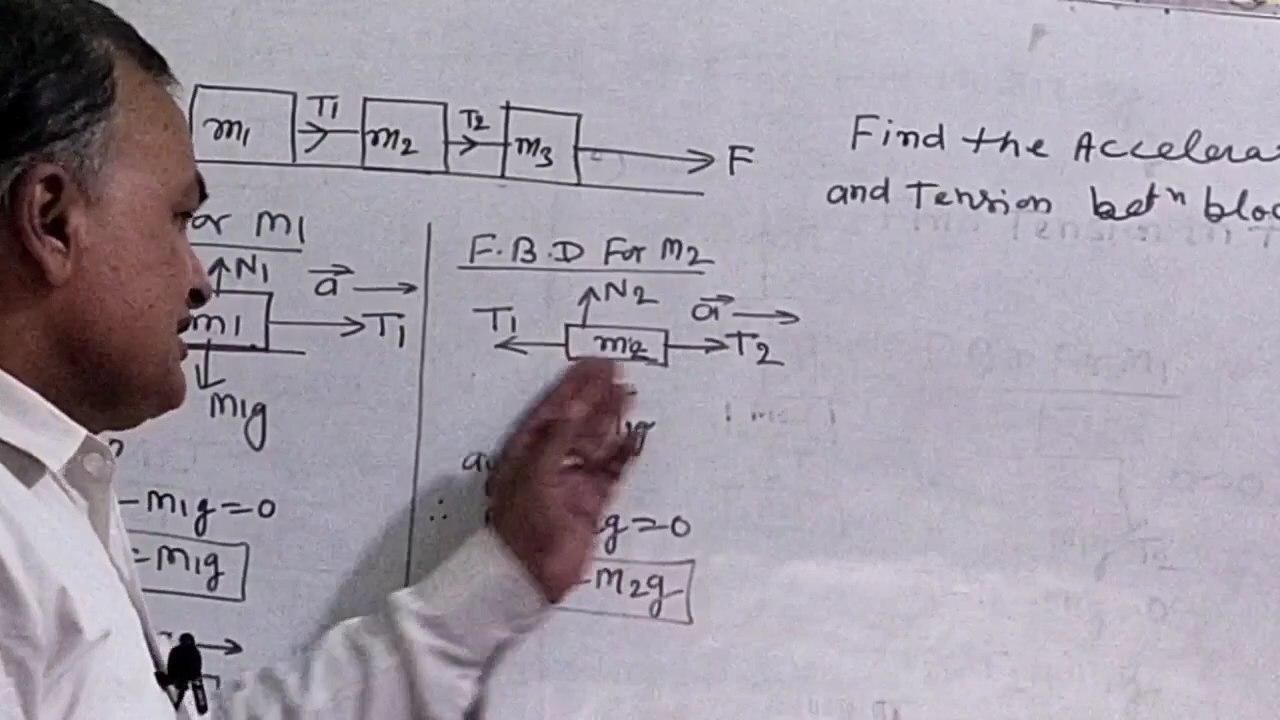 m1 T1 m2 T2 m3 F
Find the Accelera
and Tension betⁿ bloc
or m1
N1 a
m1 T1
m1g
-m1g=0
=m1g
F.B.D For m2
N2 a
T1 m2 T2
∴ g=0
-m2g